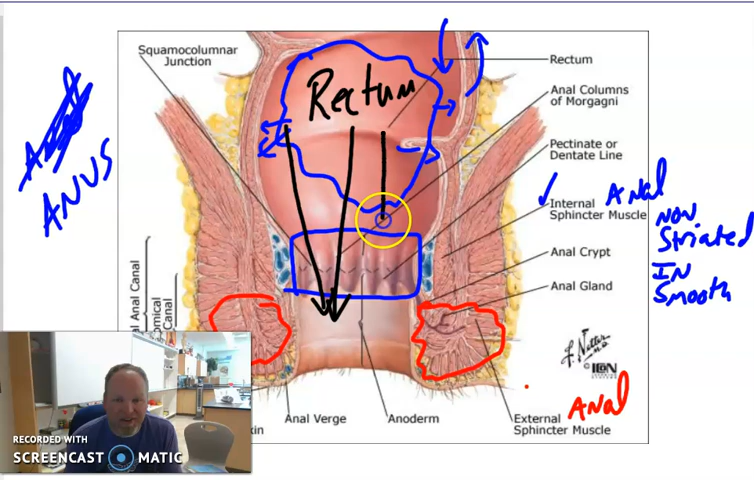 Squamocolumnar
Junction
Rectum
Rectum
Anal Columns
of Morgagni
Pectinate or
Dentate Line
ANUS
Internal
Sphincter Muscle
Anal
NON
Striated
IN
Smooth
Anal Crypt
Anal Gland
Anal Canal
Canal
F. Netter
M.D.
ICON
Anal Verge
Anoderm
External
Sphincter Muscle
Anal
RECORDED WITH
SCREENCAST MATIC